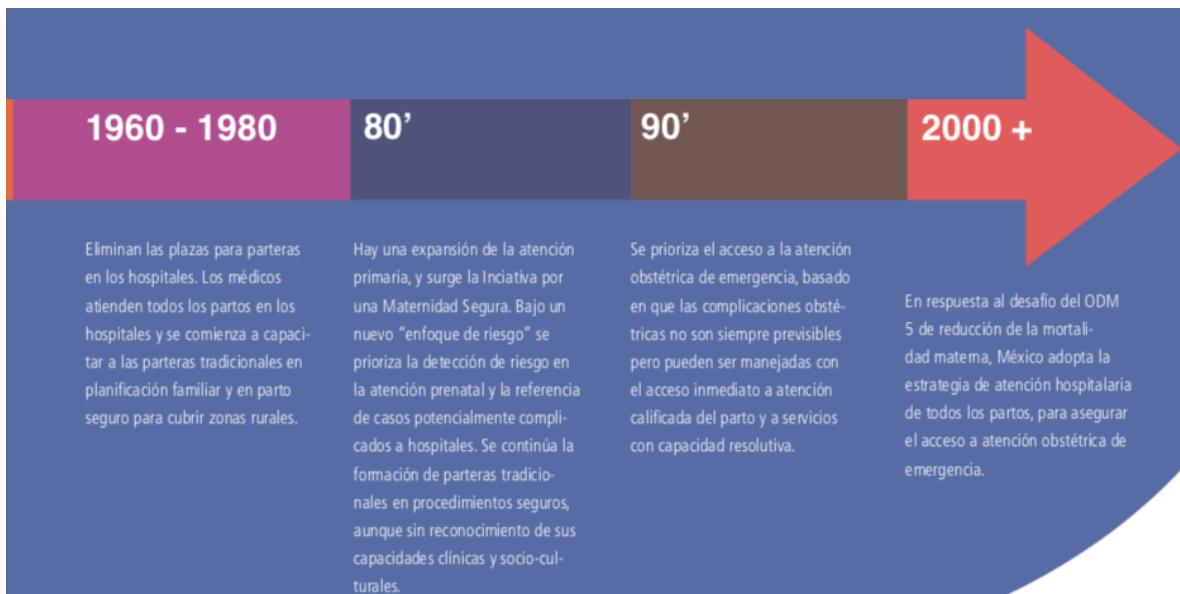 1960 - 1980
Eliminan las plazas para parteras
en los hospitales. Los médicos
atienden todos los partos en los
hospitales y se comienza a capaci-
tar a las parteras tradicionales en
planificación familiar y en parto
seguro para cubrir zonas rurales.
80’
Hay una expansión de la atención
primaria, y surge la Inciativa por
una Maternidad Segura. Bajo un
nuevo “enfoque de riesgo” se
prioriza la detección de riesgo en
la atención prenatal y la referencia
de casos potencialmente compli-
cados a hospitales. Se continúa la
formación de parteras tradicio-
nales en procedimientos seguros,
aunque sin reconocimiento de sus
capacidades clínicas y socio-cul-
turales.
90’
Se prioriza el acceso a la atención
obstétrica de emergencia, basado
en que las complicaciones obsté-
tricas no son siempre previsibles
pero pueden ser manejadas con
el acceso inmediato a atención
calificada del parto y a servicios
con capacidad resolutiva.
2000 +
En respuesta al desafío del ODM
5 de reducción de la mortali-
dad materna, México adopta la
estrategia de atención hospitalaria
de todos los partos, para asegurar
el acceso a atención obstétrica de
emergencia.